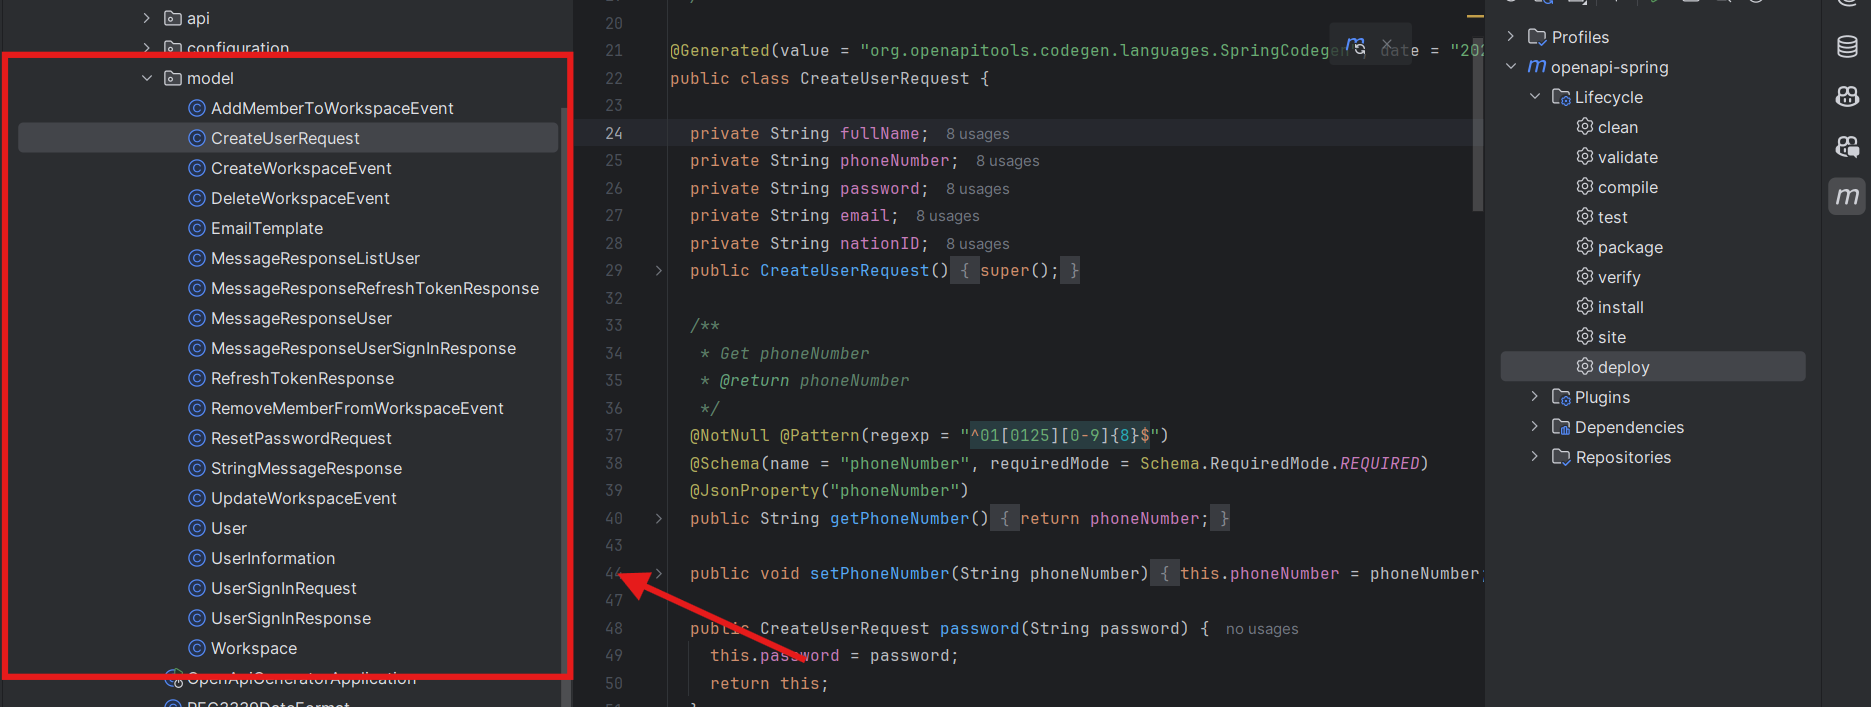 api
configuration
model
AddMemberToWorkspaceEvent
CreateUserRequest
CreateWorkspaceEvent
DeleteWorkspaceEvent
EmailTemplate
MessageResponseListUser
MessageResponseRefreshTokenResponse
MessageResponseUser
MessageResponseUserSignInResponse
RefreshTokenResponse
RemoveMemberFromWorkspaceEvent
ResetPasswordRequest
StringMessageResponse
UpdateWorkspaceEvent
User
UserInformation
UserSignInRequest
UserSignInResponse
Workspace
OpenApiGeneratorApplication
20
21 @Generated(value = "org.openapitools.codegen.languages.SpringCodegen", date = "202
22 public class CreateUserRequest {
23
24 private String fullName; 8 usages
25 private String phoneNumber; 8 usages
26 private String password; 8 usages
27 private String email; 8 usages
28 private String nationID; 8 usages
29 public CreateUserRequest() { super(); }
32
33 /**
34 * Get phoneNumber
35 * @return phoneNumber
36 */
37 @NotNull @Pattern(regexp = "^01[0125][0-9]{8}$")
38 @Schema(name = "phoneNumber", requiredMode = Schema.RequiredMode.REQUIRED)
39 @JsonProperty("phoneNumber")
40 public String getPhoneNumber() { return phoneNumber; }
43
44 public void setPhoneNumber(String phoneNumber) { this.phoneNumber = phoneNumber;
47
48 public CreateUserRequest password(String password) { no usages
49 this.password = password;
50 return this;
Profiles
openapi-spring
Lifecycle
clean
validate
compile
test
package
verify
install
site
deploy
Plugins
Dependencies
Repositories